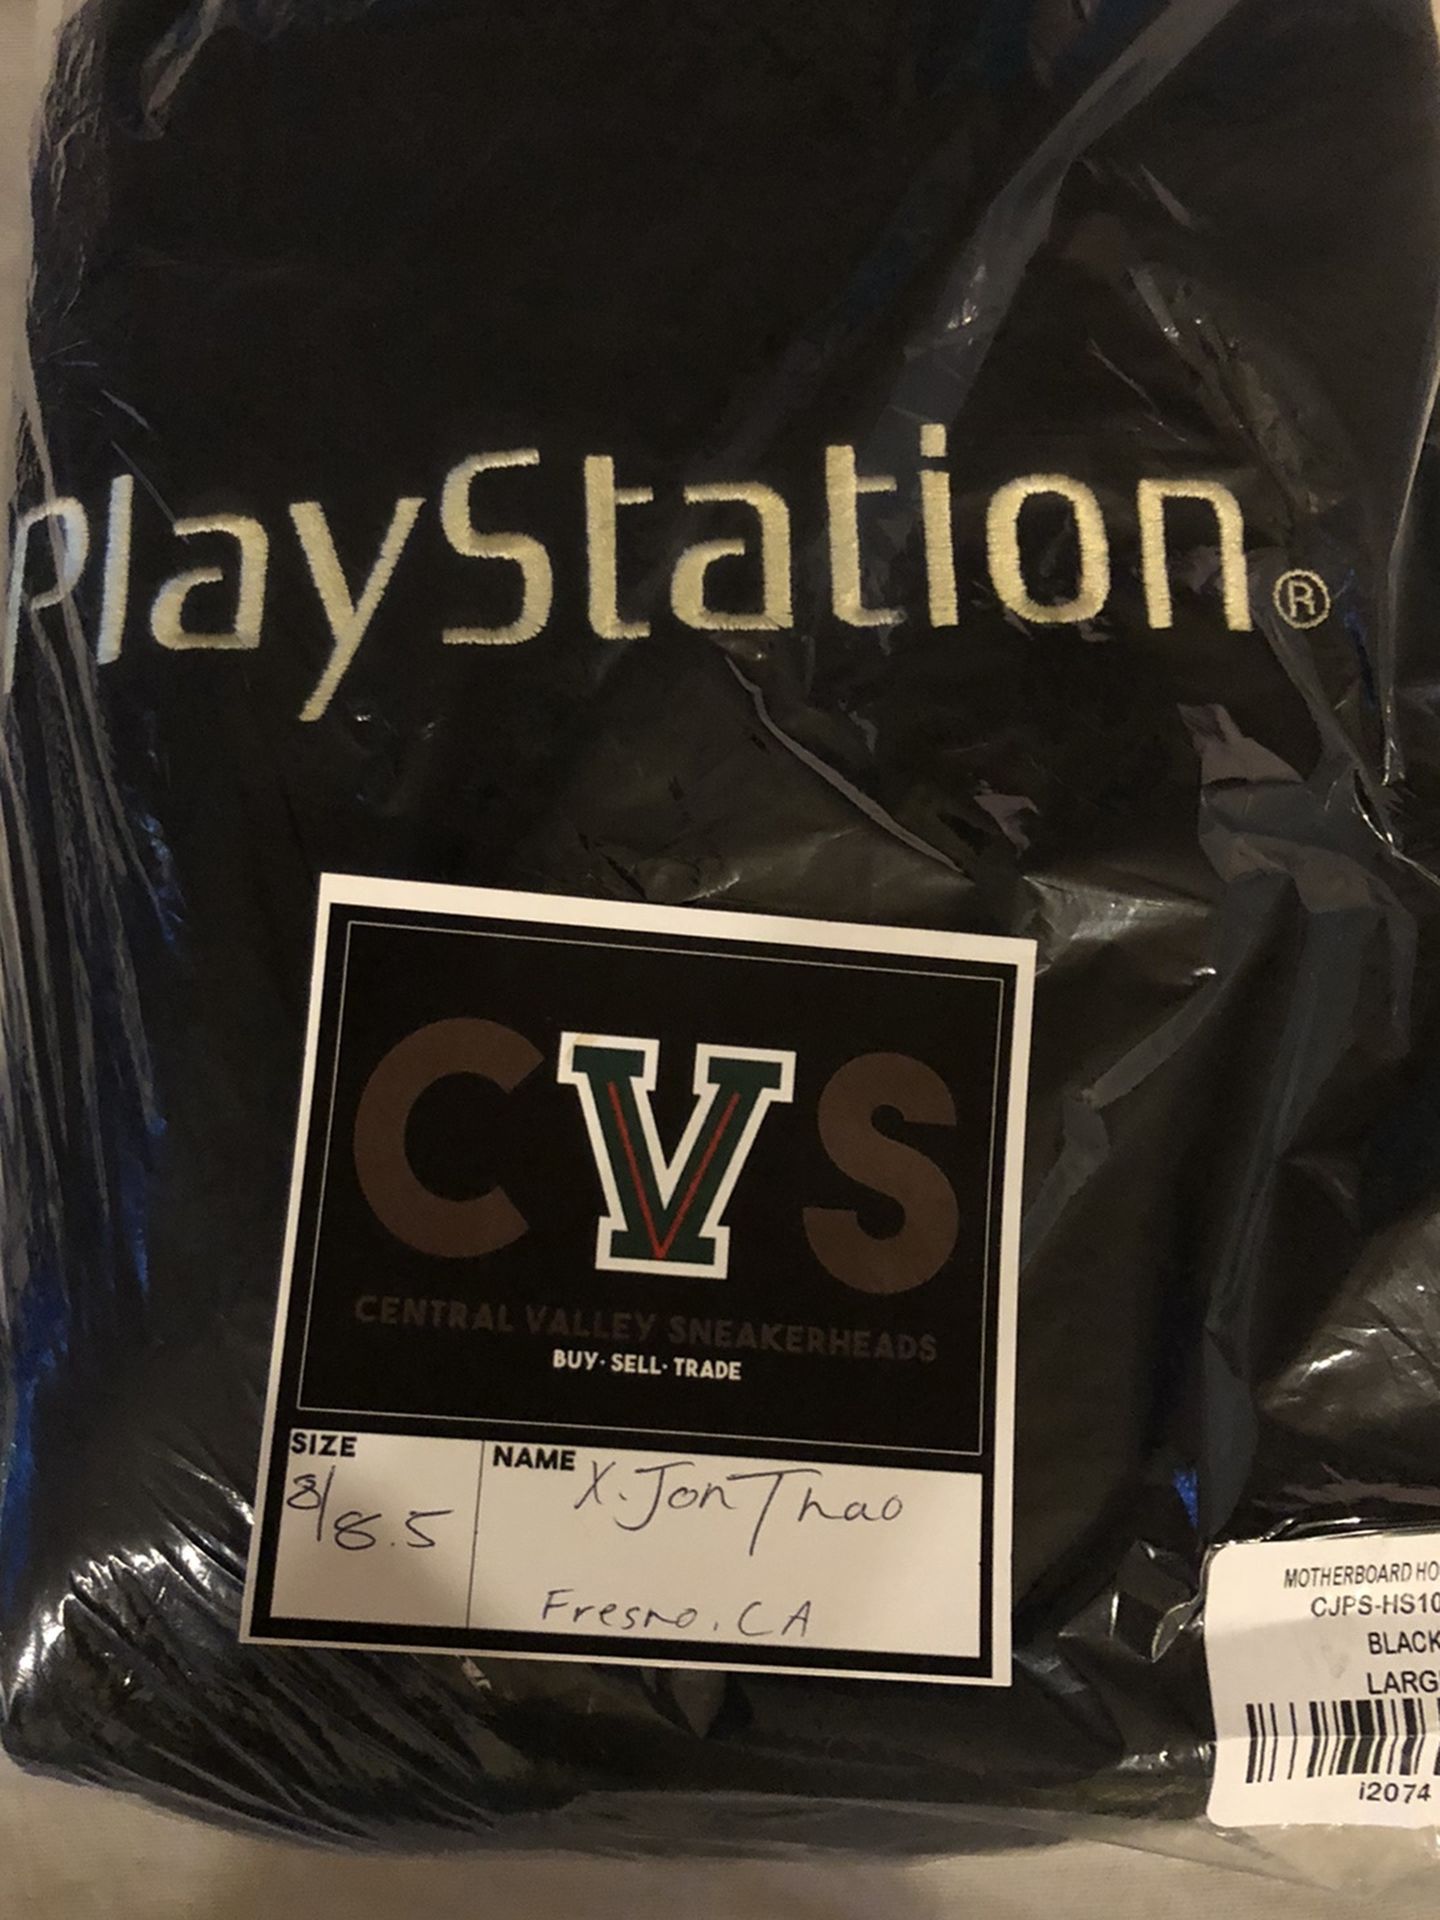 PlayStation®
CVS
CENTRAL VALLEY SNEAKERHEADS
BUY·SELL·TRADE
SIZE
8/8.5
NAME
X. Jon Thao
Fresno, CA
MOTHERBOARD HO
CJPS-HS10
BLACK
LARG
i2074